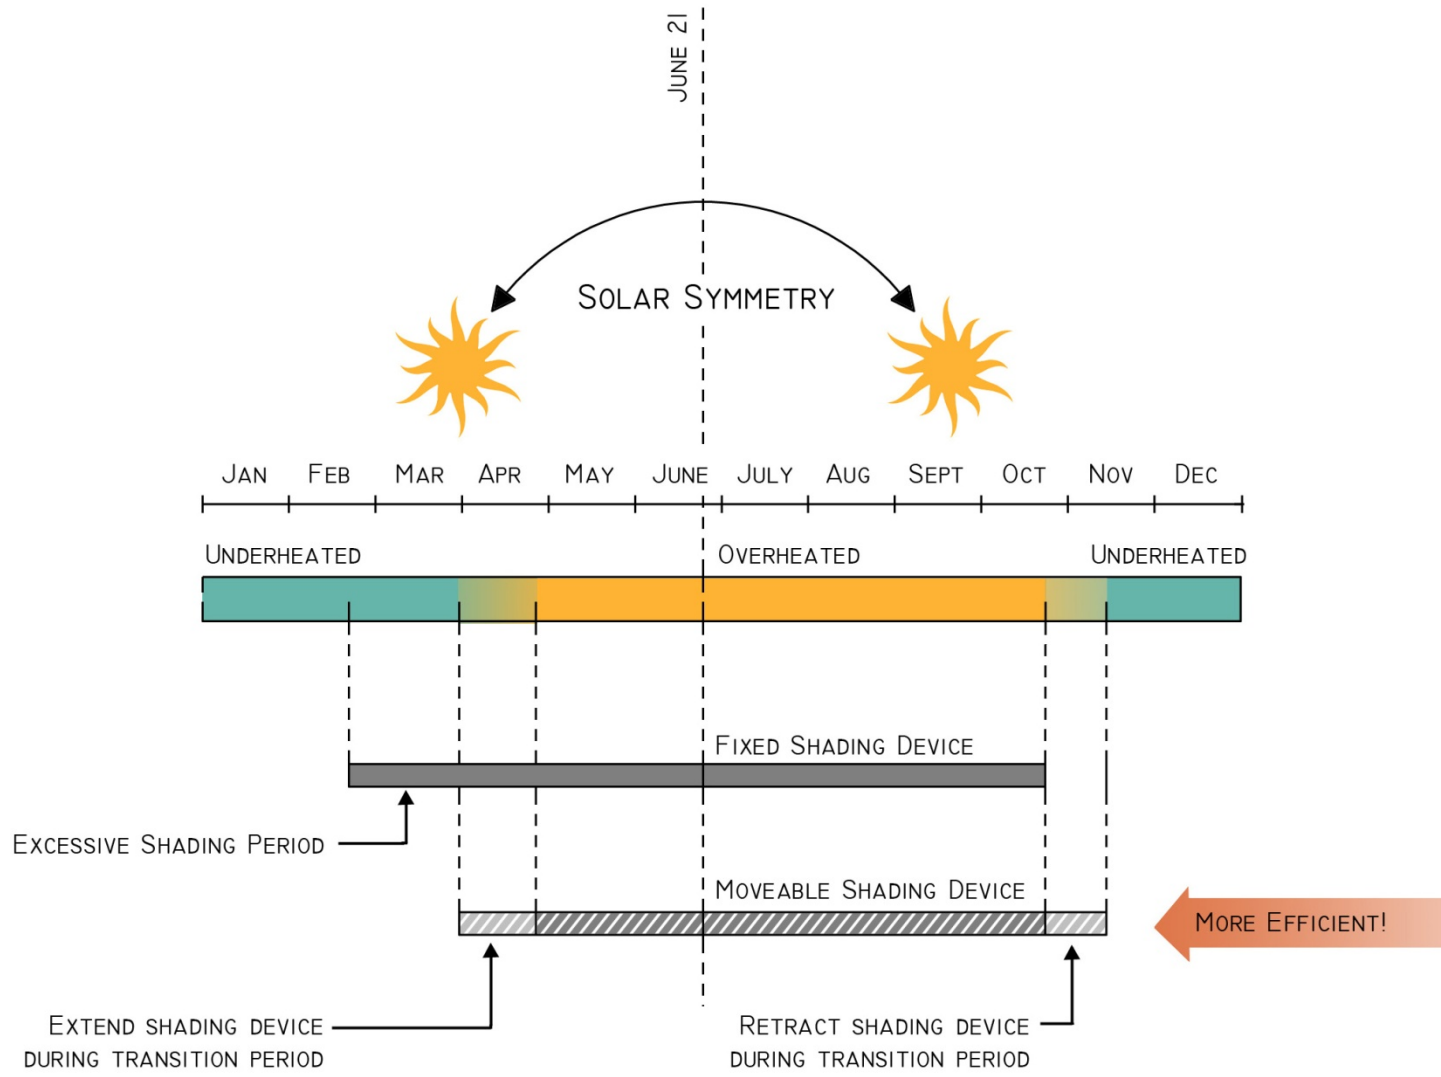 JUNE 21
SOLAR SYMMETRY
JAN FEB MAR APR MAY JUNE JULY AUG SEPT OCT NOV DEC
UNDERHEATED OVERHEATED UNDERHEATED
FIXED SHADING DEVICE
EXCESSIVE SHADING PERIOD
MOVEABLE SHADING DEVICE
MORE EFFICIENT!
EXTEND SHADING DEVICE
DURING TRANSITION PERIOD
RETRACT SHADING DEVICE
DURING TRANSITION PERIOD